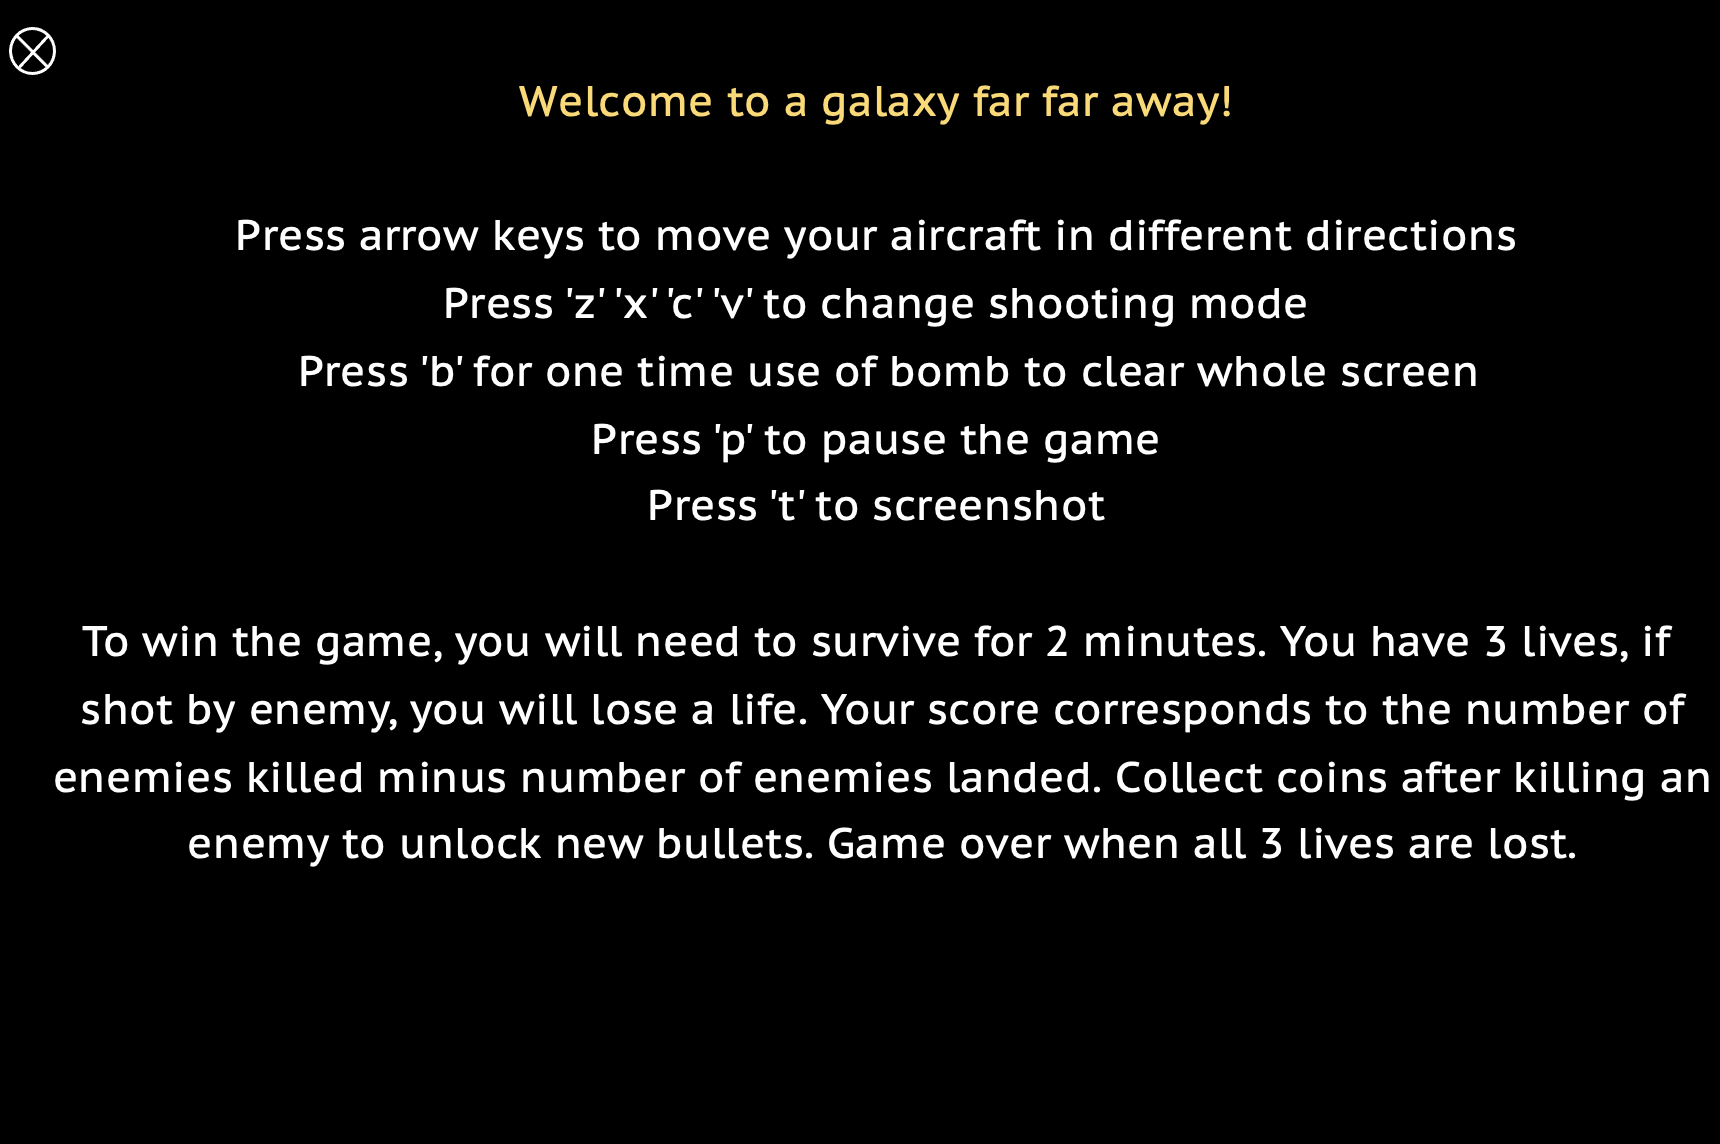 Welcome to a galaxy far far away!
Press arrow keys to move your aircraft in different directions
Press 'z' 'x' 'c' 'v' to change shooting mode
Press 'b' for one time use of bomb to clear whole screen
Press 'p' to pause the game
Press 't' to screenshot
To win the game, you will need to survive for 2 minutes. You have 3 lives, if
shot by enemy, you will lose a life. Your score corresponds to the number of
enemies killed minus number of enemies landed. Collect coins after killing an
enemy to unlock new bullets. Game over when all 3 lives are lost.